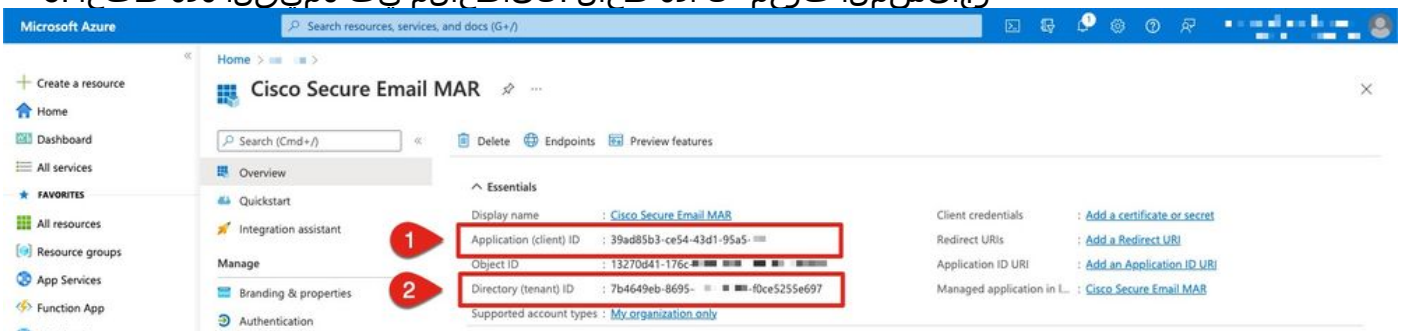 Microsoft Azure
Search resources, services, and docs (G+/)
Create a resource
Home
Dashboard
All services
FAVORITES
All resources
Resource groups
App Services
Function App
Home >
Cisco Secure Email MAR
Search (Cmd+/)
Overview
Quickstart
Integration assistant
Manage
Branding & properties
Authentication
Delete Endpoints Preview features
Essentials
Display name : Cisco Secure Email MAR
1 Application (client) ID : 39ad85b3-ce54-43d1-95a5-
Object ID : 13270d41-176c-
2 Directory (tenant) ID : 7b4649eb-8695- -f0ce5255e697
Supported account types : My organization only
Client credentials : Add a certificate or secret
Redirect URIs : Add a Redirect URI
Application ID URI : Add an Application ID URI
Managed application in l... : Cisco Secure Email MAR